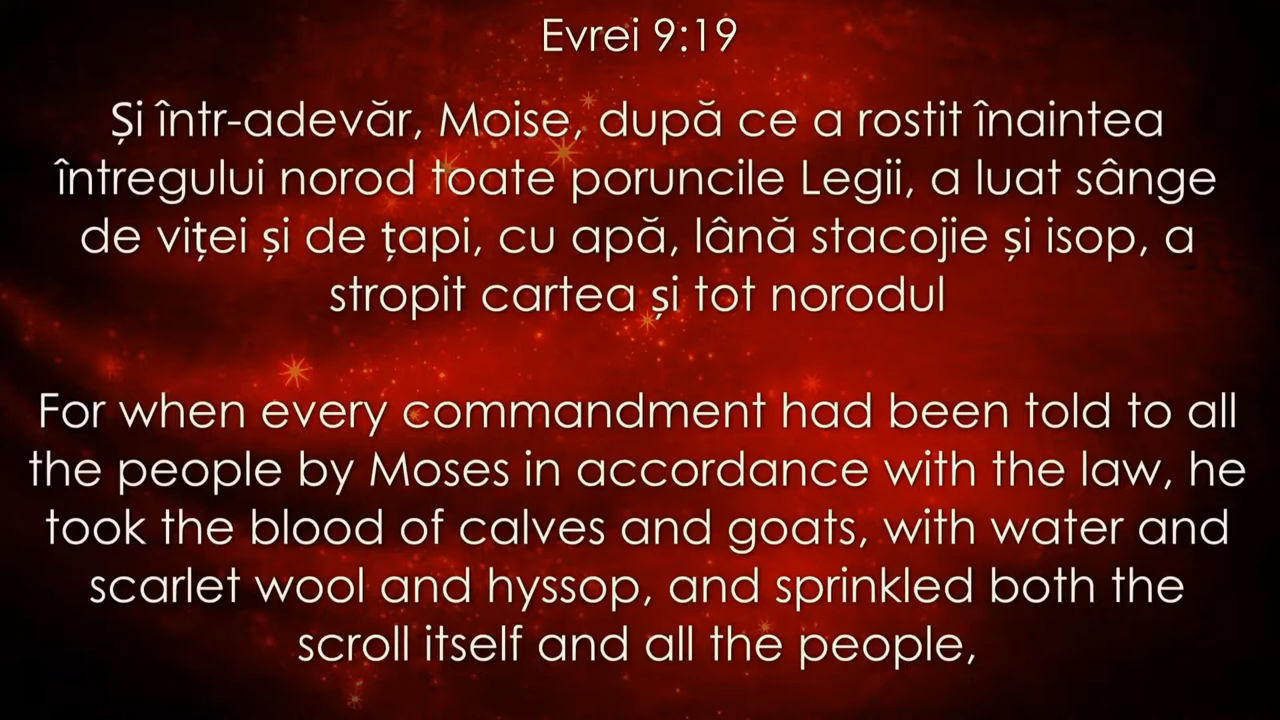 Evrei 9:19
Și într-adevăr, Moise, după ce a rostit înaintea
întregului norod toate poruncile Legii, a luat sânge
de viței și de țapi, cu apă, lână stacojie și isop, a
stropit cartea și tot norodul
For when every commandment had been told to all
the people by Moses in accordance with the law, he
took the blood of calves and goats, with water and
scarlet wool and hyssop, and sprinkled both the
scroll itself and all the people,